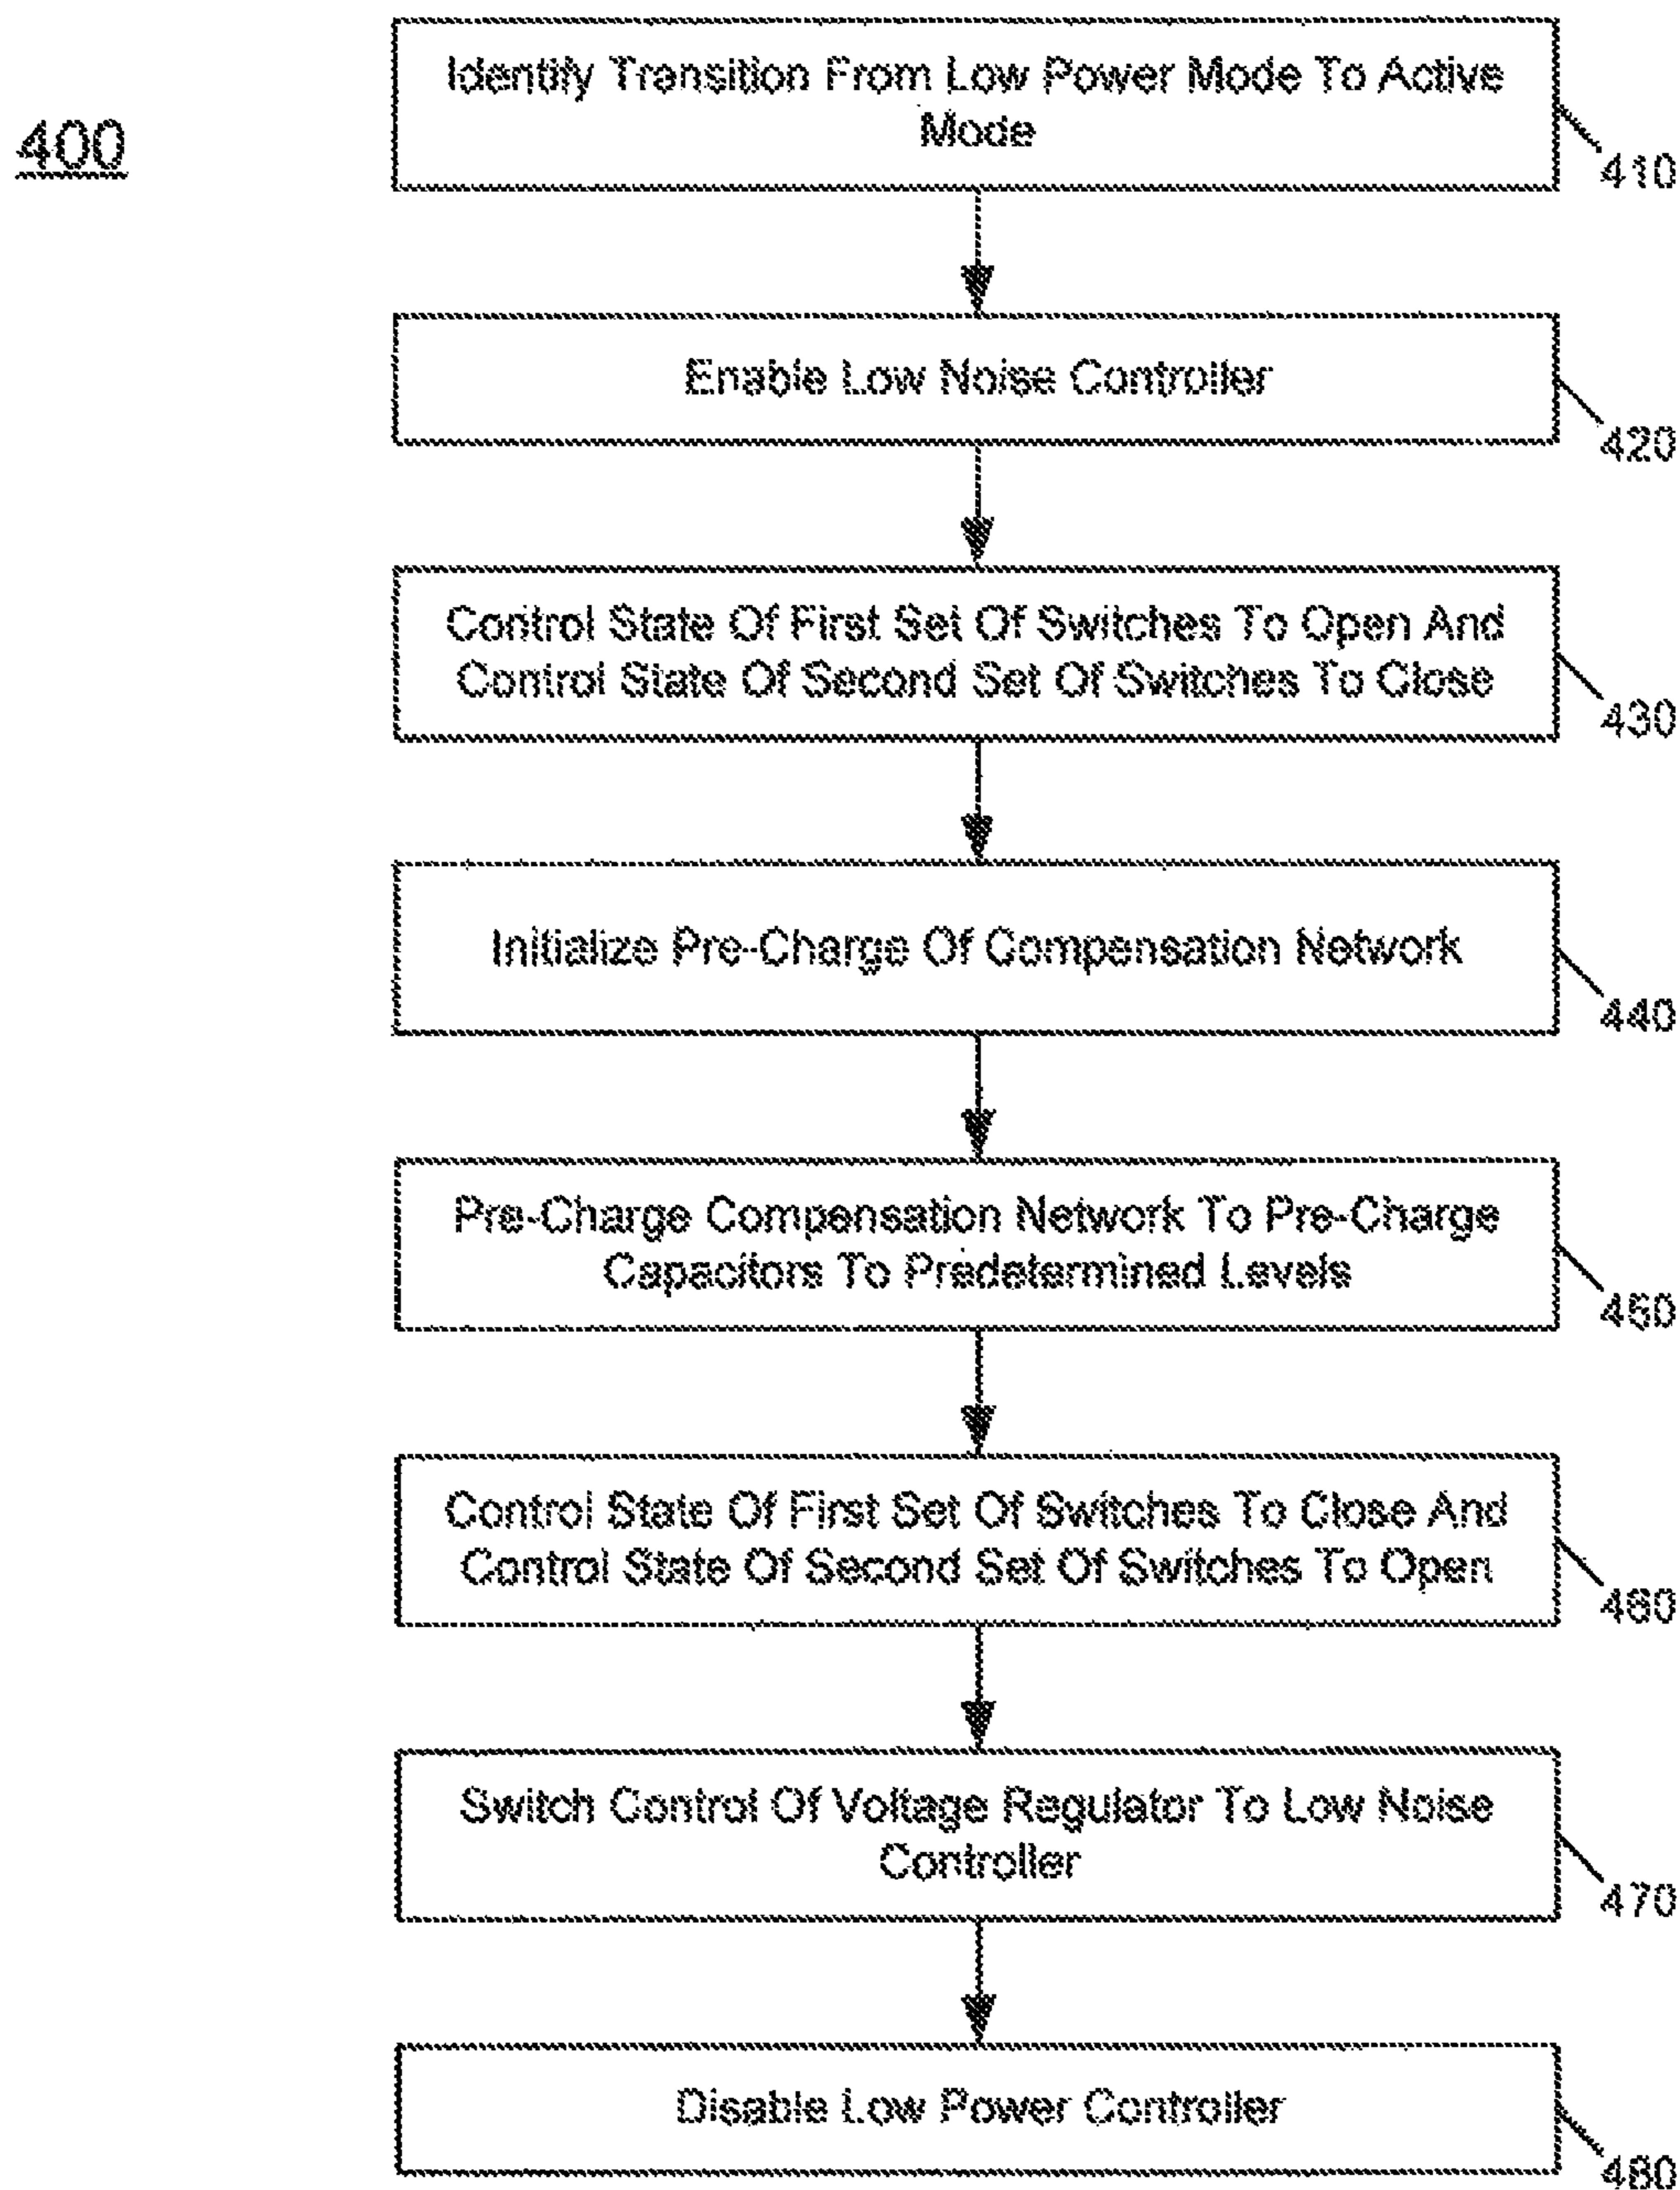 400
Identify Transition From Low Power Mode To Active
Mode
410
Enable Low Noise Controller
420
Control State Of First Set Of Switches To Open And
Control State Of Second Set Of Switches To Close
430
Initialize Pre-Charge Of Compensation Network
440
Pre-Charge Compensation Network To Pre-Charge
Capacitors To Predetermined Levels
450
Control State Of First Set Of Switches To Close And
Control State Of Second Set Of Switches To Open
460
Switch Control Of Voltage Regulator To Low Noise
Controller
470
Disable Low Power Controller
480